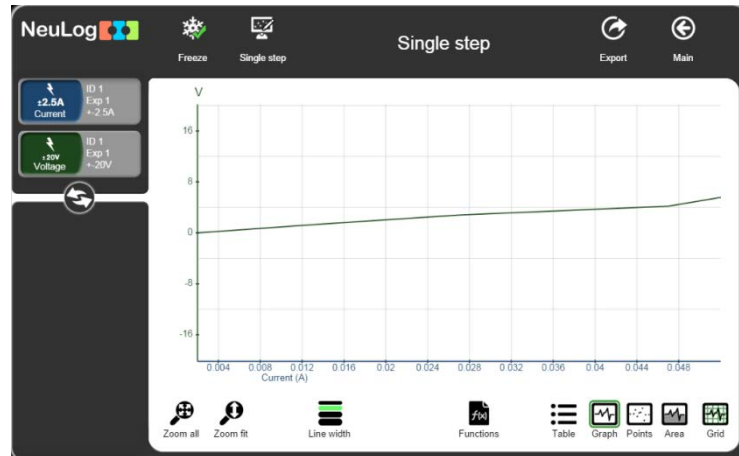 NeuLog
Freeze
Single step
Single step
Export
Main
±2.5A
Current
ID 1
Exp 1
+-2.5A
±20V
Voltage
ID 1
Exp 1
+-20V
V
16
8
0
-8
-16
0.004 0.008 0.012 0.016 0.02 0.024 0.028 0.032 0.036 0.04 0.044 0.048
Current (A)
Zoom all
Zoom fit
Line width
f(x)
Functions
Table
Graph
Points
Area
Grid